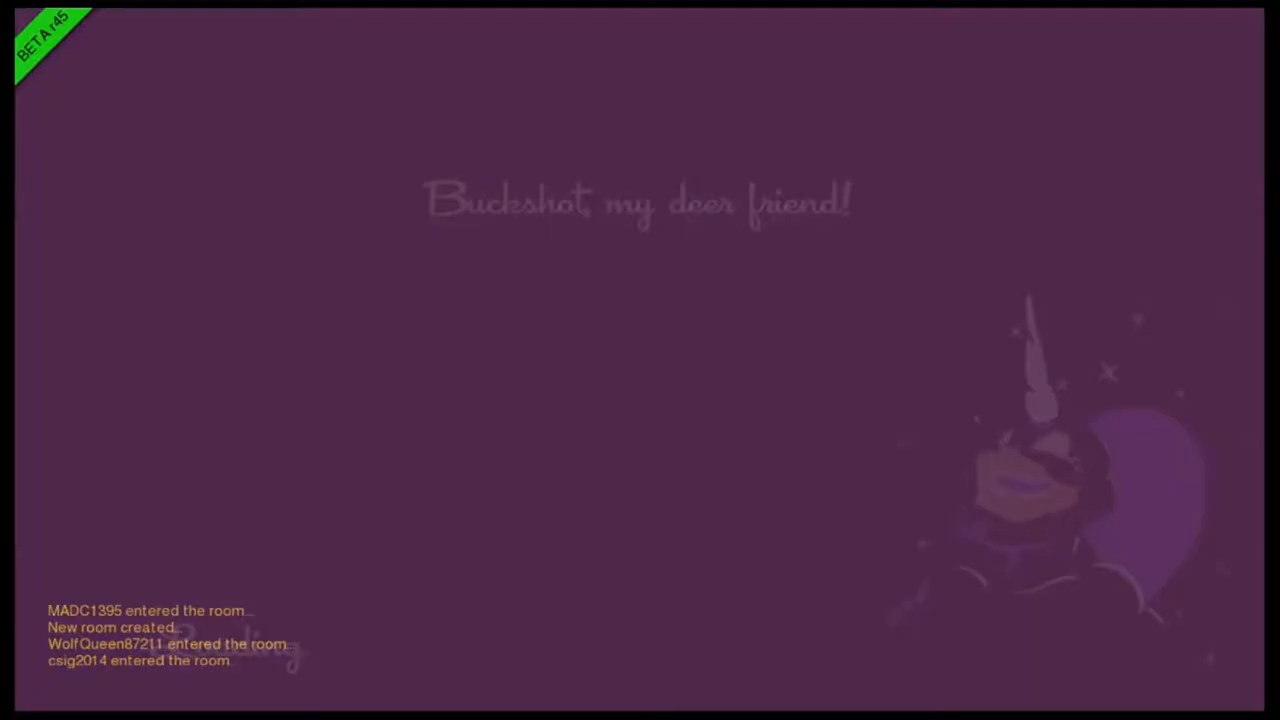 BETA r45
Buckshot, my deer friend!
MADC1395 entered the room...
New room created.
WolfQueen87211 entered the room
csig2014 entered the room
Loading